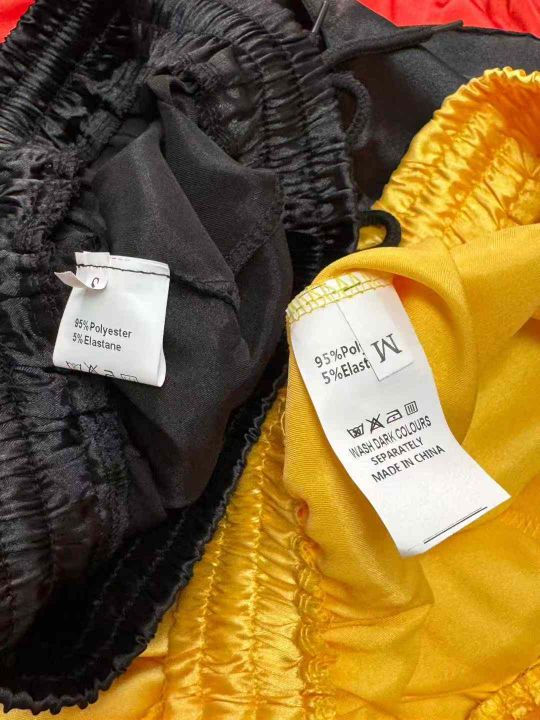 S
95%Polyester
5%Elastane
M
95%Pol
5%Elast
WASH DARK COLOURS
SEPARATELY
MADE IN CHINA